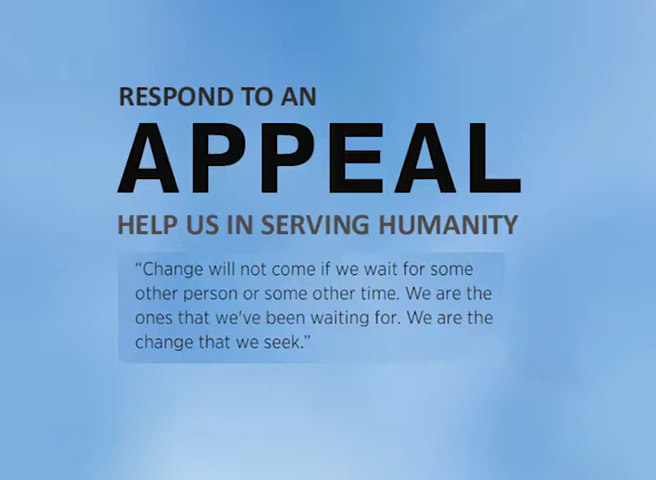 RESPOND TO AN
APPEAL
HELP US IN SERVING HUMANITY
“Change will not come if we wait for some
other person or some other time. We are the
ones that we’ve been waiting for. We are the
change that we seek.”